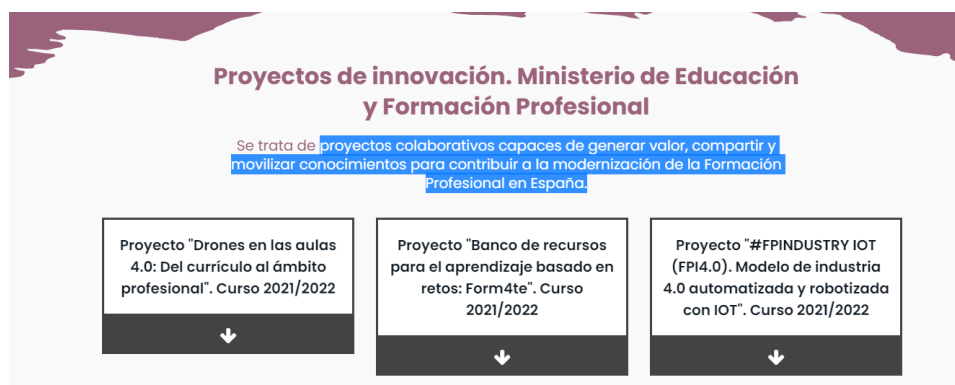 Proyectos de innovación. Ministerio de Educación
y Formación Profesional
Se trata de proyectos colaborativos capaces de generar valor, compartir y
movilizar conocimientos para contribuir a la modernización de la Formación
Profesional en España.
Proyecto "Drones en las aulas
4.0: Del currículo al ámbito
profesional". Curso 2021/2022
Proyecto "Banco de recursos
para el aprendizaje basado en
retos: Form4te". Curso
2021/2022
Proyecto "#FPINDUSTRY IOT
(FPI4.0). Modelo de industria
4.0 automatizada y robotizada
con IOT". Curso 2021/2022